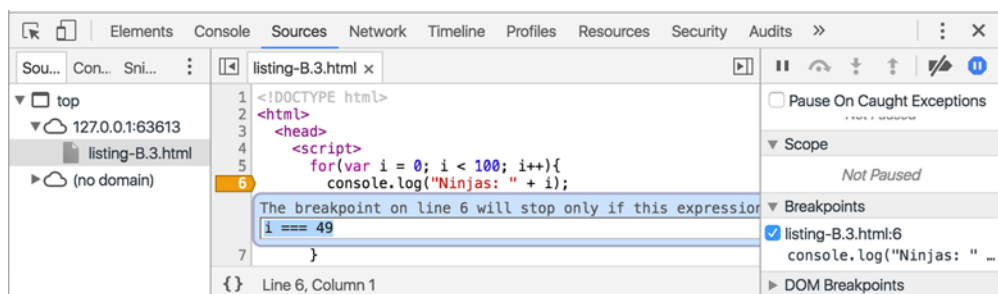 Elements Console Sources Network Timeline Profiles Resources Security Audits »
Sou... Con... Sni...
listing-B.3.html ×
top
127.0.0.1:63613
listing-B.3.html
(no domain)
1 <!DOCTYPE html>
2 <html>
3 <head>
4 <script>
5 for(var i = 0; i < 100; i++){
6 console.log("Ninjas: " + i);
The breakpoint on line 6 will stop only if this expression
i === 49
7 }
{} Line 6, Column 1
Pause On Caught Exceptions
Not Paused
Scope
Not Paused
Breakpoints
listing-B.3.html:6
console.log("Ninjas: " …
DOM Breakpoints